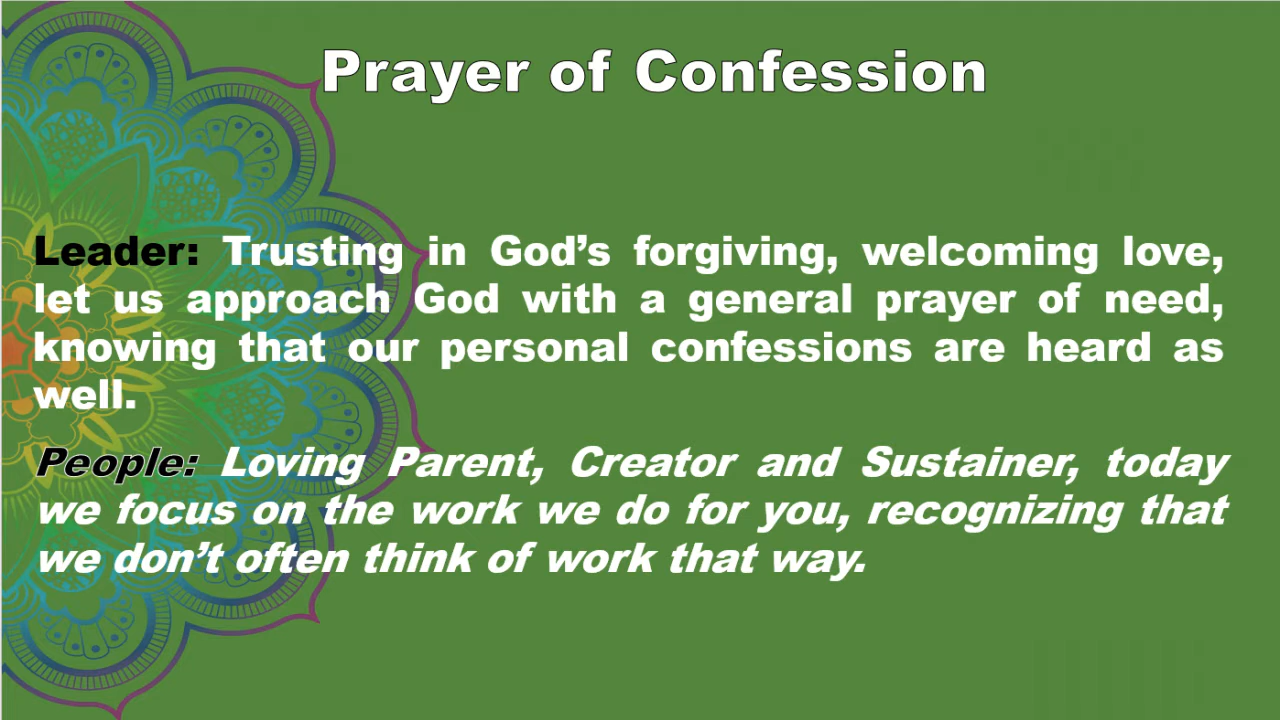 Prayer of Confession
Leader: Trusting in God’s forgiving, welcoming love,
let us approach God with a general prayer of need,
knowing that our personal confessions are heard as
well.
People: Loving Parent, Creator and Sustainer, today
we focus on the work we do for you, recognizing that
we don’t often think of work that way.